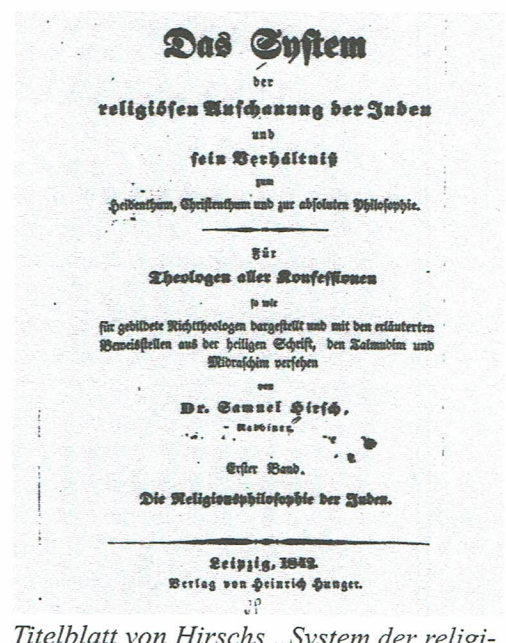 Das System
der
religiösen Anschauung der Juden
und
sein Verhältniß
zum
Heidenthum, Christenthum und zur absoluten Philosophie.
Für
Theologen aller Konfessionen
so wie
für gebildete Nichttheologen dargestellt und mit den erläuterten
Beweisstellen aus der heiligen Schrift, den Talmudim und
Midraschim versehen
von
Dr. Samuel Hirsch,
Rabbiner.
Erster Band.
Die Religionsphilosophie der Juden.
Leipzig, 1842.
Verlag von Heinrich Hunger.
Titelblatt von Hirschs „System der religi-